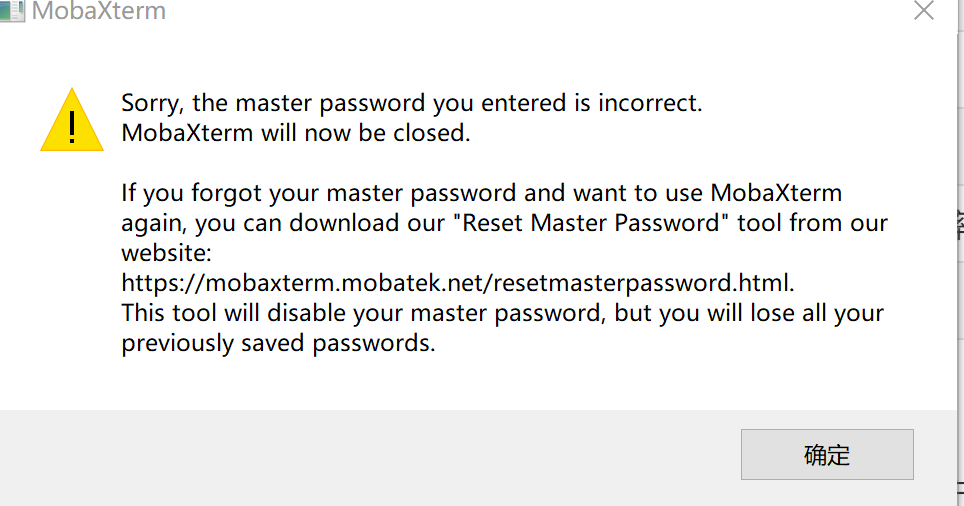 MobaXterm
Sorry, the master password you entered is incorrect.
MobaXterm will now be closed.
If you forgot your master password and want to use MobaXterm
again, you can download our "Reset Master Password" tool from our
website:
https://mobaxterm.mobatek.net/resetmasterpassword.html.
This tool will disable your master password, but you will lose all your
previously saved passwords.
确定